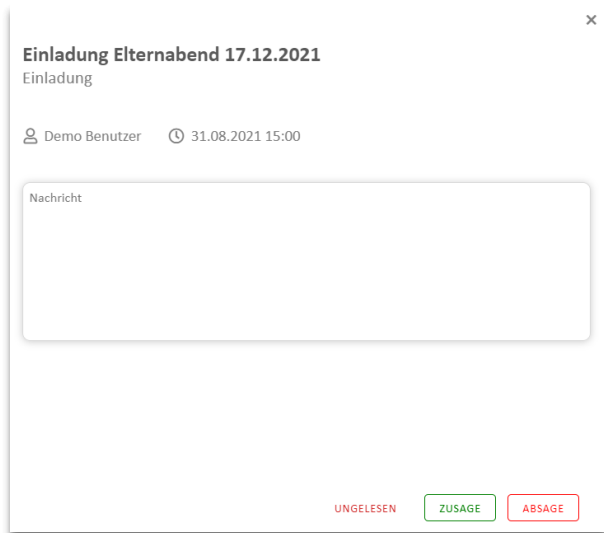 ×
Einladung Elternabend 17.12.2021
Einladung
Demo Benutzer 31.08.2021 15:00
Nachricht
UNGELESEN ZUSAGE ABSAGE